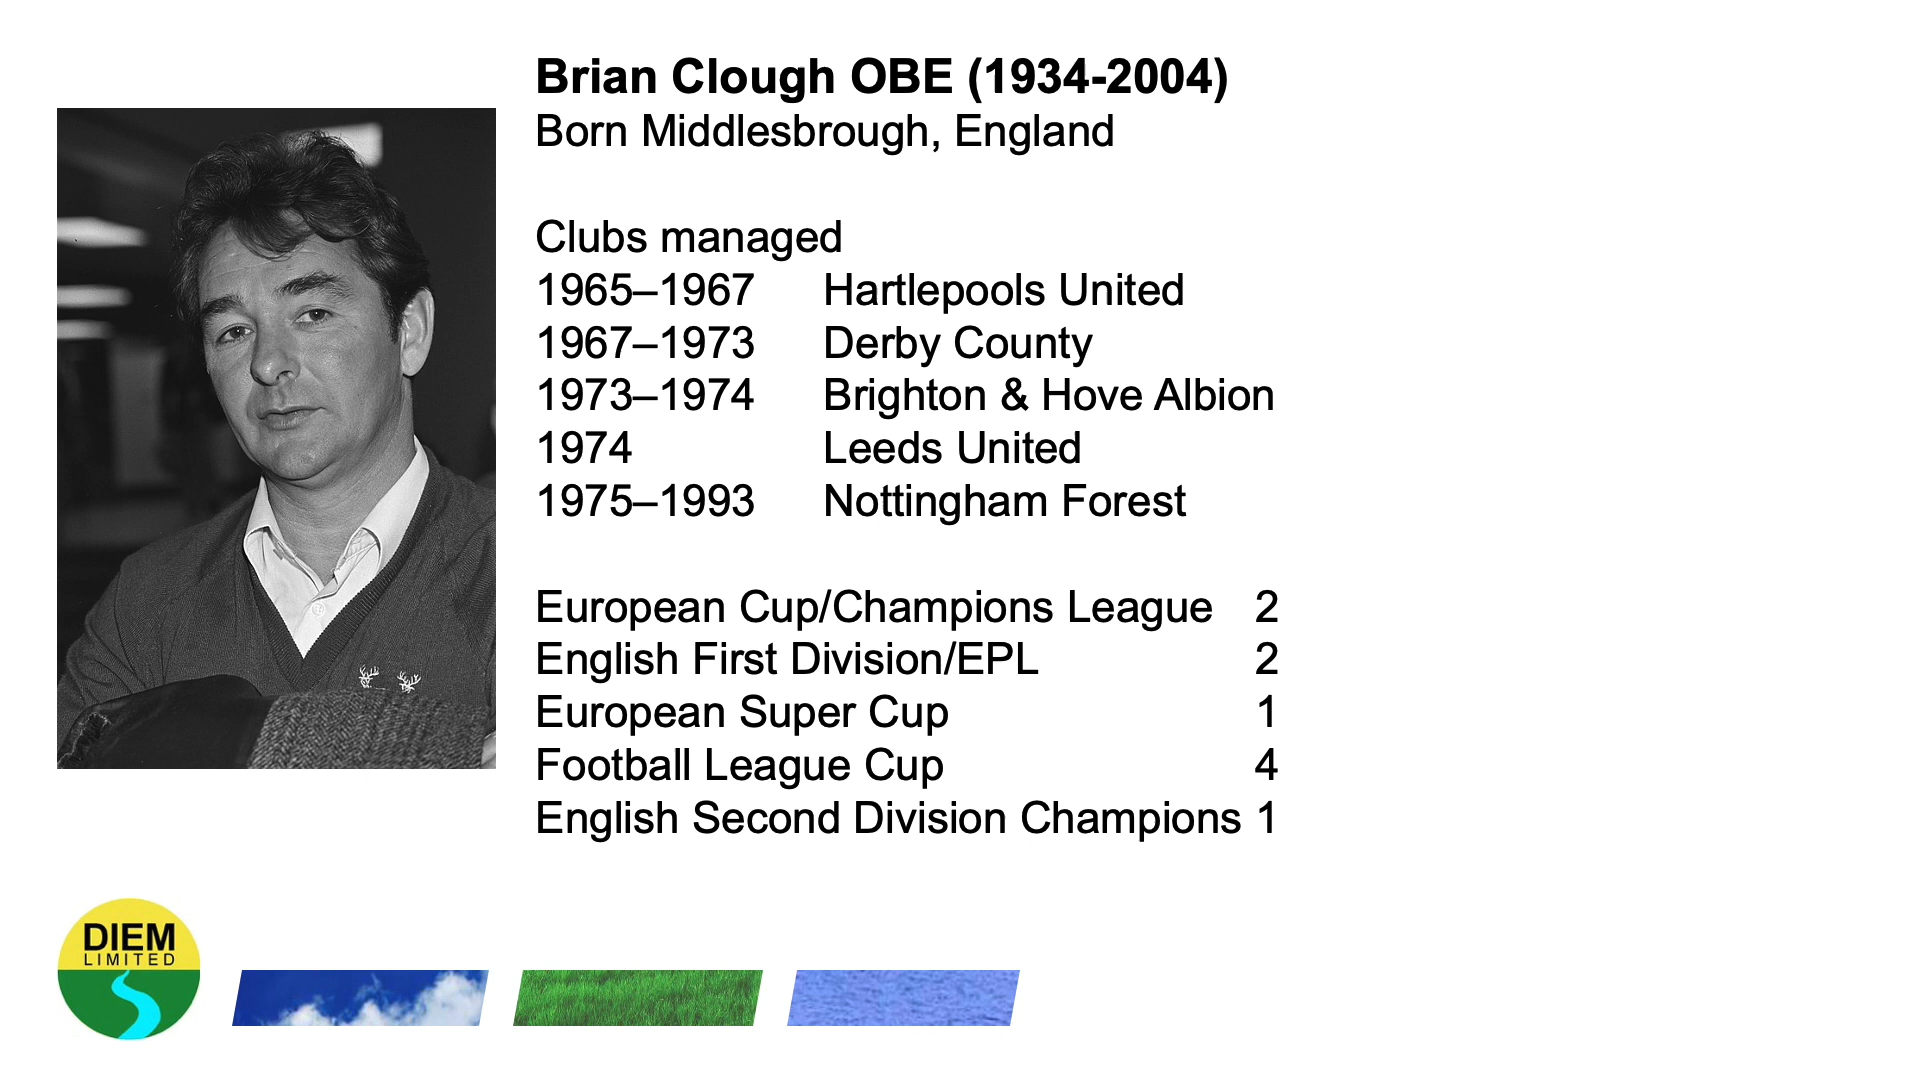 Brian Clough OBE (1934-2004)
Born Middlesbrough, England
Clubs managed
1965–1967 Hartlepools United
1967–1973 Derby County
1973–1974 Brighton & Hove Albion
1974 Leeds United
1975–1993 Nottingham Forest
European Cup/Champions League 2
English First Division/EPL 2
European Super Cup 1
Football League Cup 4
English Second Division Champions 1
DIEM
LIMITED